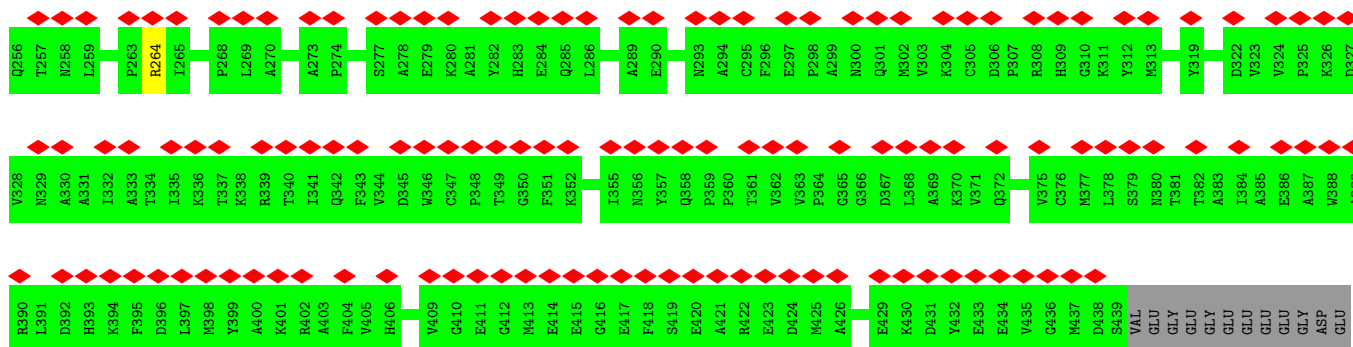 Q256 T257 N258 L259 P263 R264 I265 P268 L269 A270 A273 P274 S277 A278 E279 K280 A281 Y282 H283 E284 Q285 L286 A289 E290 N293 A294 C295 F296 E297 P298 A299 N300 Q301 M302 V303 K304 C305 D306 P307 R308 H309 G310 K311 Y312 M313 Y319 D322 V323 V324 P325 K326 D327
V328 N329 A330 A331 I332 A333 T334 I335 K336 T337 K338 R339 T340 I341 Q342 F343 V344 D345 W346 C347 P348 T349 G350 F351 K352 I355 N356 Y357 Q358 P359 P360 T361 V362 V363 P364 G365 G366 D367 L368 A369 K370 V371 Q372 V375 C376 M377 L378 S379 N380 T381 T382 A383 I384 A385 E386 A387 W388
R390 L391 D392 H393 K394 F395 D396 L397 M398 Y399 A400 K401 R402 A403 F404 V405 H406 V409 G410 E411 G412 M413 E414 E415 G416 E417 F418 S419 E420 A421 R422 E423 D424 M425 A426 E429 K430 D431 Y432 E433 E434 V435 G436 M437 D438 S439 VAL GLU GLY GLU GLY GLU GLU GLU GLU GLY ASP GLU